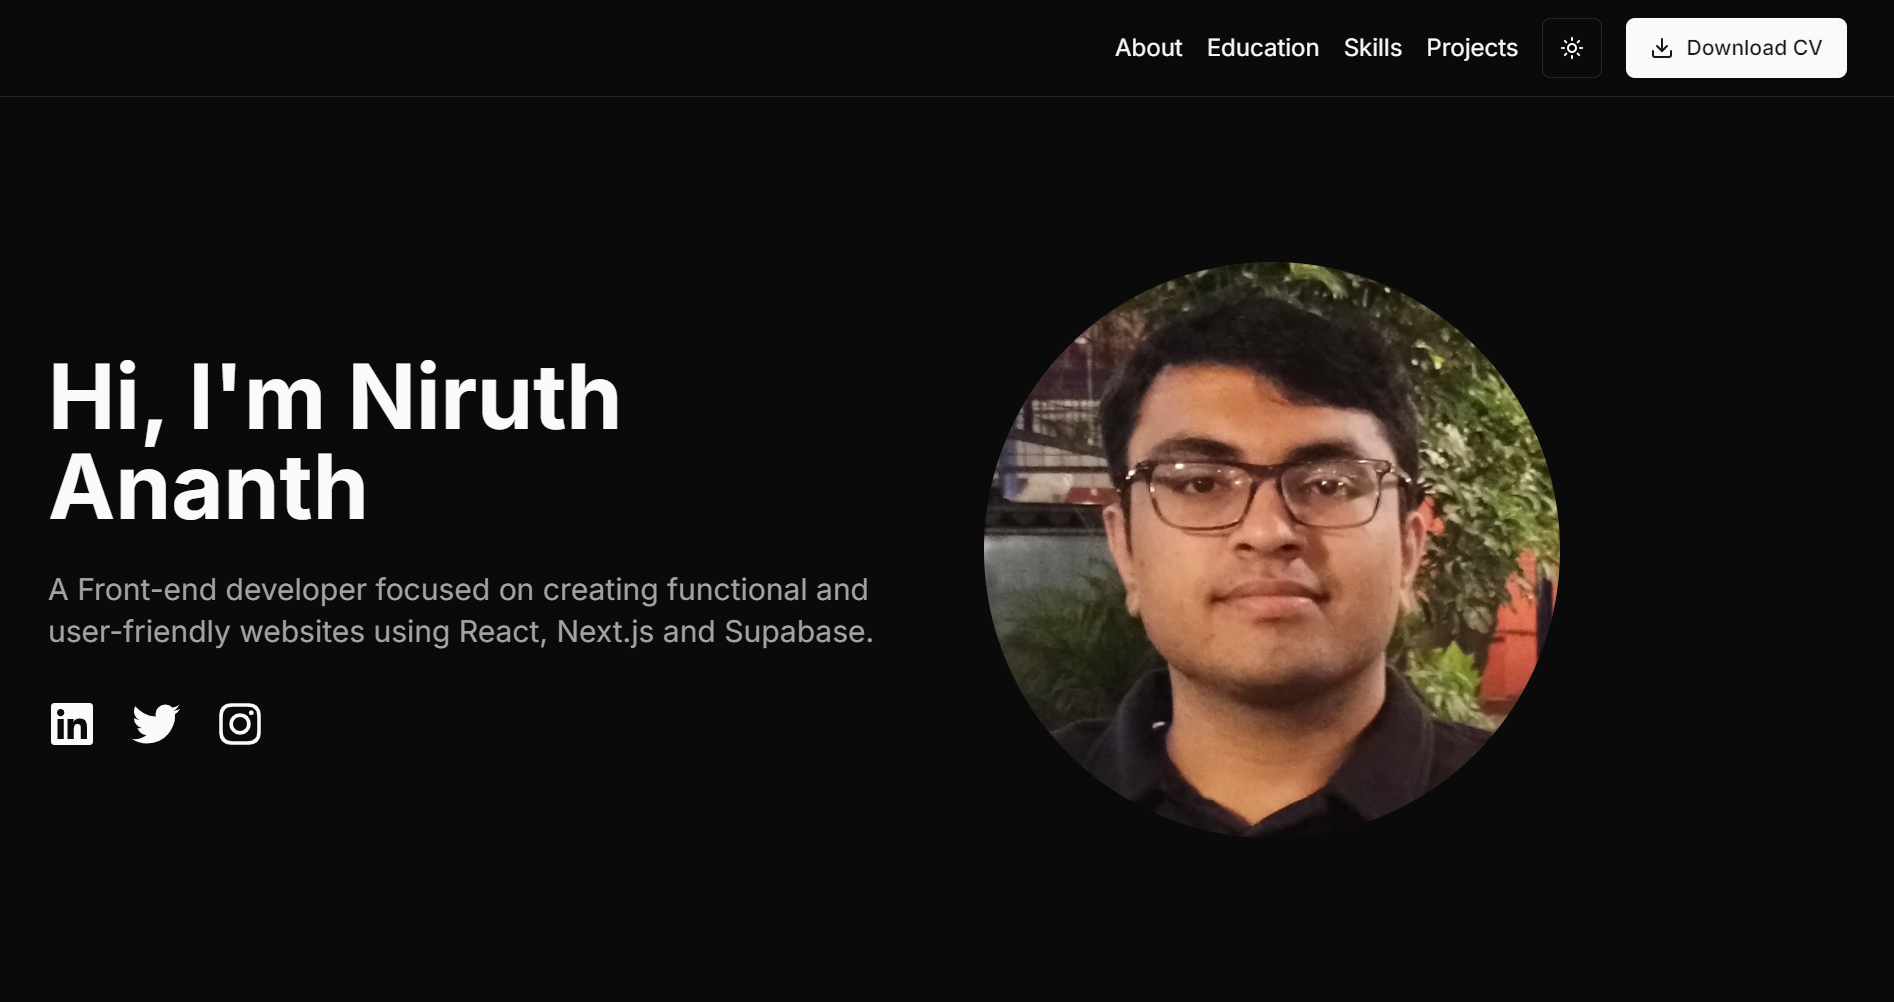 About Education Skills Projects Download CV
Hi, I'm Niruth
Ananth
A Front-end developer focused on creating functional and
user-friendly websites using React, Next.js and Supabase.
in